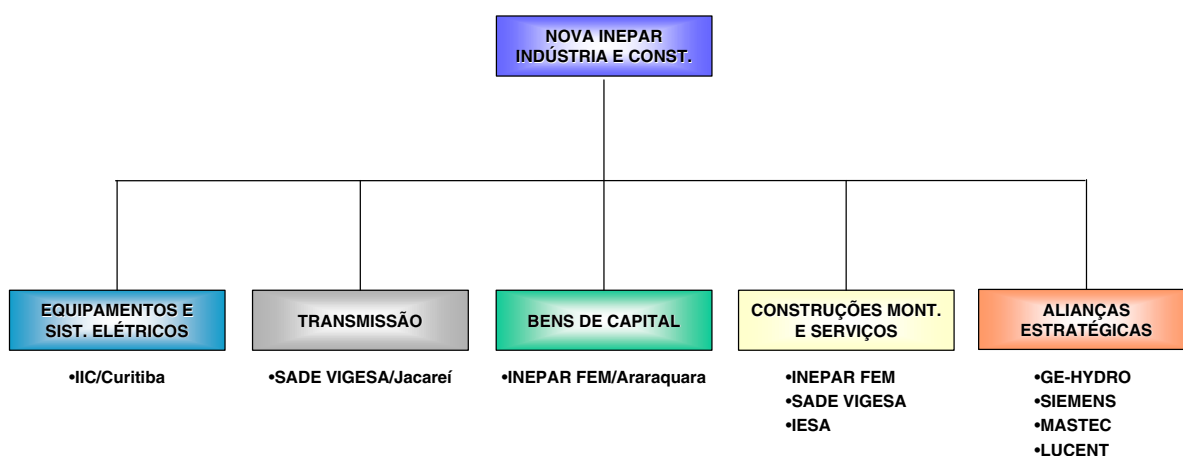 NOVA INEPAR
INDÚSTRIA E CONST.
EQUIPAMENTOS E
SIST. ELÉTRICOS
•IIC/Curitiba
TRANSMISSÃO
•SADE VIGESA/Jacareí
BENS DE CAPITAL
•INEPAR FEM/Araraquara
CONSTRUÇÕES MONT.
E SERVIÇOS
•INEPAR FEM
•SADE VIGESA
•IESA
ALIANÇAS
ESTRATÉGICAS
•GE-HYDRO
•SIEMENS
•MASTEC
•LUCENT